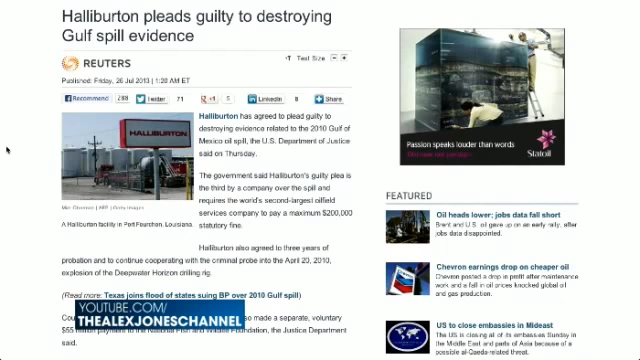 Halliburton pleads guilty to destroying
Gulf spill evidence
REUTERS
Text Size
Published: Friday, 26 Jul 2013 | 1:20 AM ET
Recommend 288 Twitter 71 +1 5 LinkedIn 8 Share
HALLIBURTON
A Halliburton facility in Port Fourchon, Louisiana.
Halliburton has agreed to plead guilty to
destroying evidence related to the 2010 Gulf of
Mexico oil spill, the U.S. Department of Justice
said on Thursday.
The government said Halliburton's guilty plea is
the third by a company over the spill and
requires the world's second-largest oilfield
services company to pay a maximum $200,000
statutory fine.
Halliburton also agreed to three years of
probation and to continue cooperating with the criminal probe into the April 20, 2010,
explosion of the Deepwater Horizon drilling rig.
(Read more: Texas joins flood of states suing BP over 2010 Gulf spill)
made a separate, voluntary
Foundation, the Justice Department
said.
YOUTUBE.COM/
THEALEXJONESCHANNEL
Passion speaks louder than words
Statoil
FEATURED
Oil heads lower; jobs data fall short
Brent and U.S. oil gave up on an early rally, after
jobs data disappointed.
Chevron earnings drop on cheaper oil
Chevron posted a drop in profit after maintenance
work and a fall in oil prices knocked global oil
and gas production.
US to close embassies in Mideast
The US is closing all of its embassies Sunday in
the Middle East and parts of Asia because of a
possible al-Qaeda-related threat.